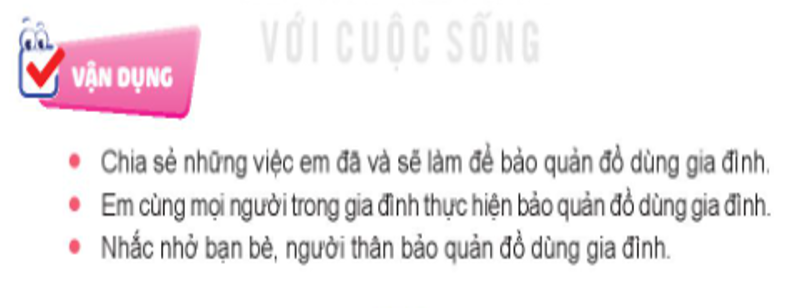 VỚI CUỘC SỐNG
VẬN DỤNG
Chia sẻ những việc em đã và sẽ làm để bảo quản đồ dùng gia đình.
Em cùng mọi người trong gia đình thực hiện bảo quản đồ dùng gia đình.
Nhắc nhở bạn bè, người thân bảo quản đồ dùng gia đình.